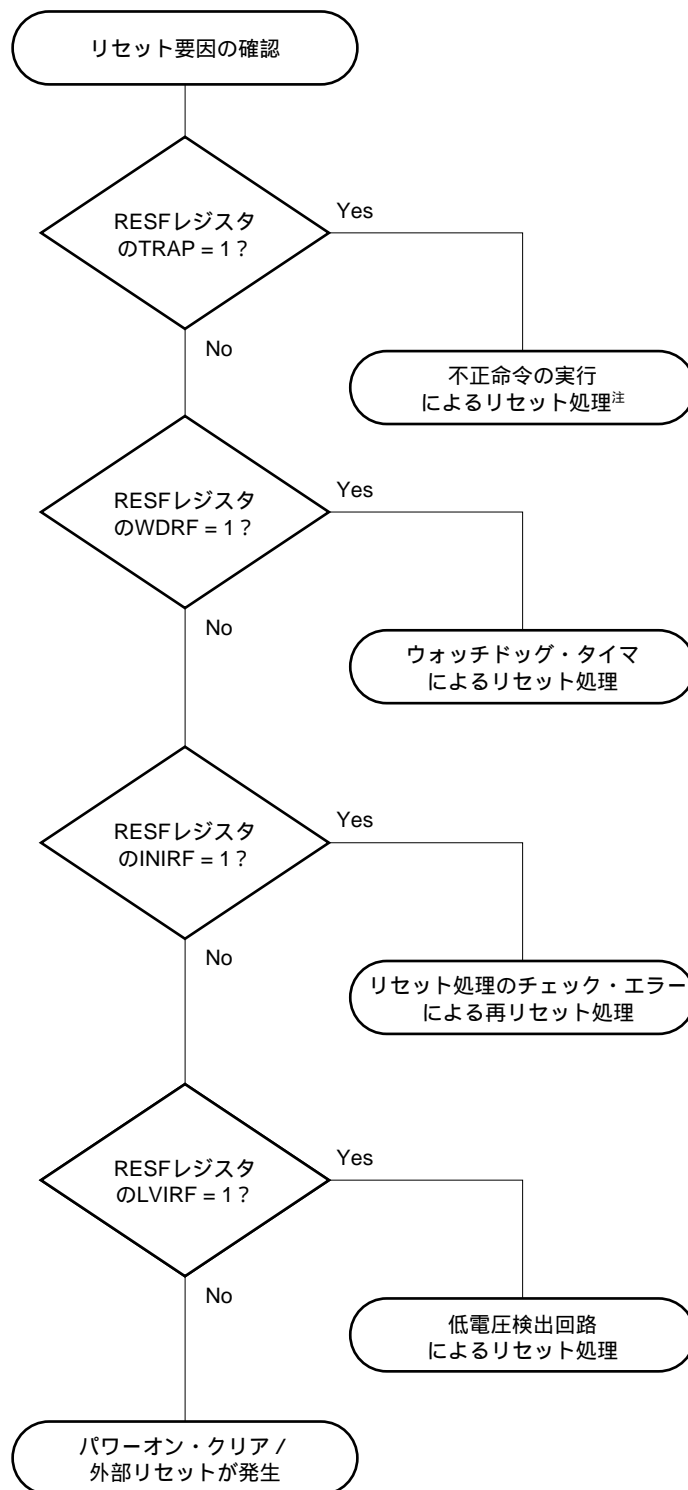 リセット要因の確認
RESFレジスタ
のTRAP = 1？
Yes
No
不正命令の実行
によるリセット処理注
RESFレジスタ
のWDRF = 1？
Yes
No
ウォッチドッグ・タイマ
によるリセット処理
RESFレジスタ
のINIRF = 1？
Yes
No
リセット処理のチェック・エラー
による再リセット処理
RESFレジスタ
のLVIRF = 1？
Yes
No
低電圧検出回路
によるリセット処理
パワーオン・クリア /
外部リセットが発生